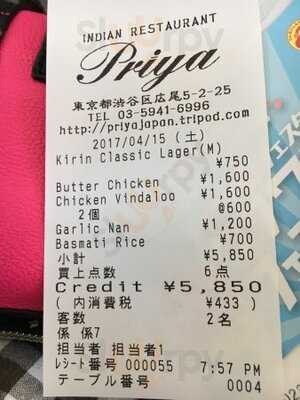 INDIAN RESTAURANT
Priya
東京都渋谷区広尾5-2-25
TEL 03-5941-6996
http://priyajapan.tripod.com
2017/04/15 (土)
Kirin Classic Lager(M)
¥750
Butter Chicken ¥1,600
Chicken Vindaloo ¥1,600
2個 @600
Garlic Nan ¥1,200
Basmati Rice ¥700
小計 ¥5,850
買上点数 6点
Credit ¥5,850
( 内消費税 ¥433 )
客数 2名
係 係7
担当者 担当者1
レシート番号 000055 7:57 PM
テーブル番号 0004